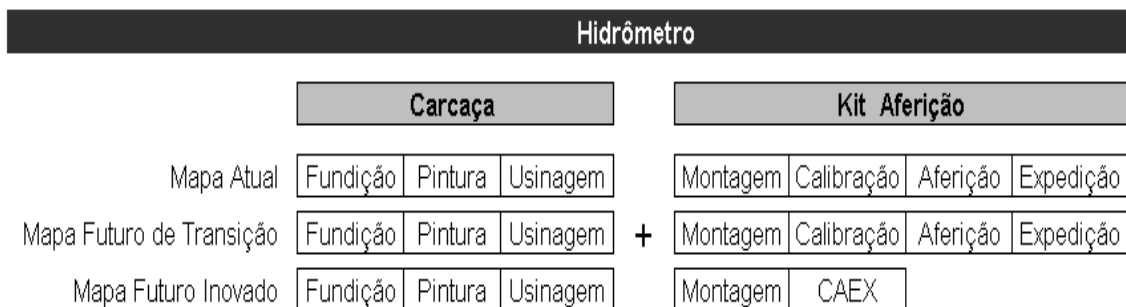 Hidrômetro
Carcaça Kit Aferição
Mapa Atual Fundição Pintura Usinagem Montagem Calibração Aferição Expedição
Mapa Futuro de Transição Fundição Pintura Usinagem + Montagem Calibração Aferição Expedição
Mapa Futuro Inovado Fundição Pintura Usinagem Montagem CAEX